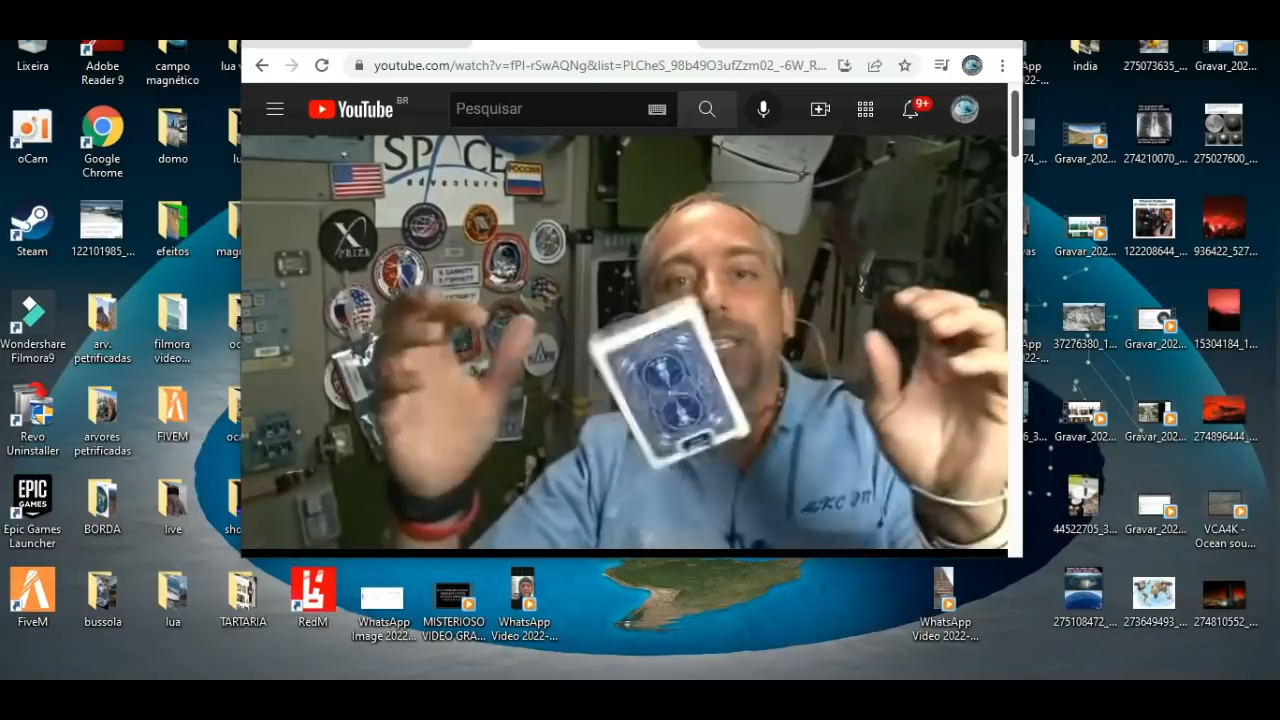 youtube.com/watch?v=fPI-rSwAQNg&list=PLCheS_98b49O3ufZzm02_-6W_R...
YouTube BR
Pesquisar
9+
SPACE
adventure
РОССИЯ
X
PRIZE
Lixeira
Adobe
Reader 9
campo
magnético
lua
oCam
Google
Chrome
domo
Steam
122101985_...
efeitos
Wondershare
Filmora9
arv.
petrificadas
filmora
video...
Revo
Uninstaller
arvores
petrificadas
FIVEM
EPIC
GAMES
Epic Games
Launcher
BORDA
live
FiveM
bussola
lua
TARTARIA
RedM
WhatsApp
Image 2022...
MISTERIOSO
VIDEO GRA...
WhatsApp
Video 2022-...
WhatsApp
Video 2022-...
india
275073635_...
Gravar_202...
Gravar_202...
274210070_...
275027600_...
Gravar_202...
122208644_...
936422_527...
37276380_1...
Gravar_202...
15304184_1...
Gravar_202...
Gravar_202...
274896444_...
44522705_3...
Gravar_202...
VCA4K -
Ocean sou...
275108472_...
273649493_...
274810552_...